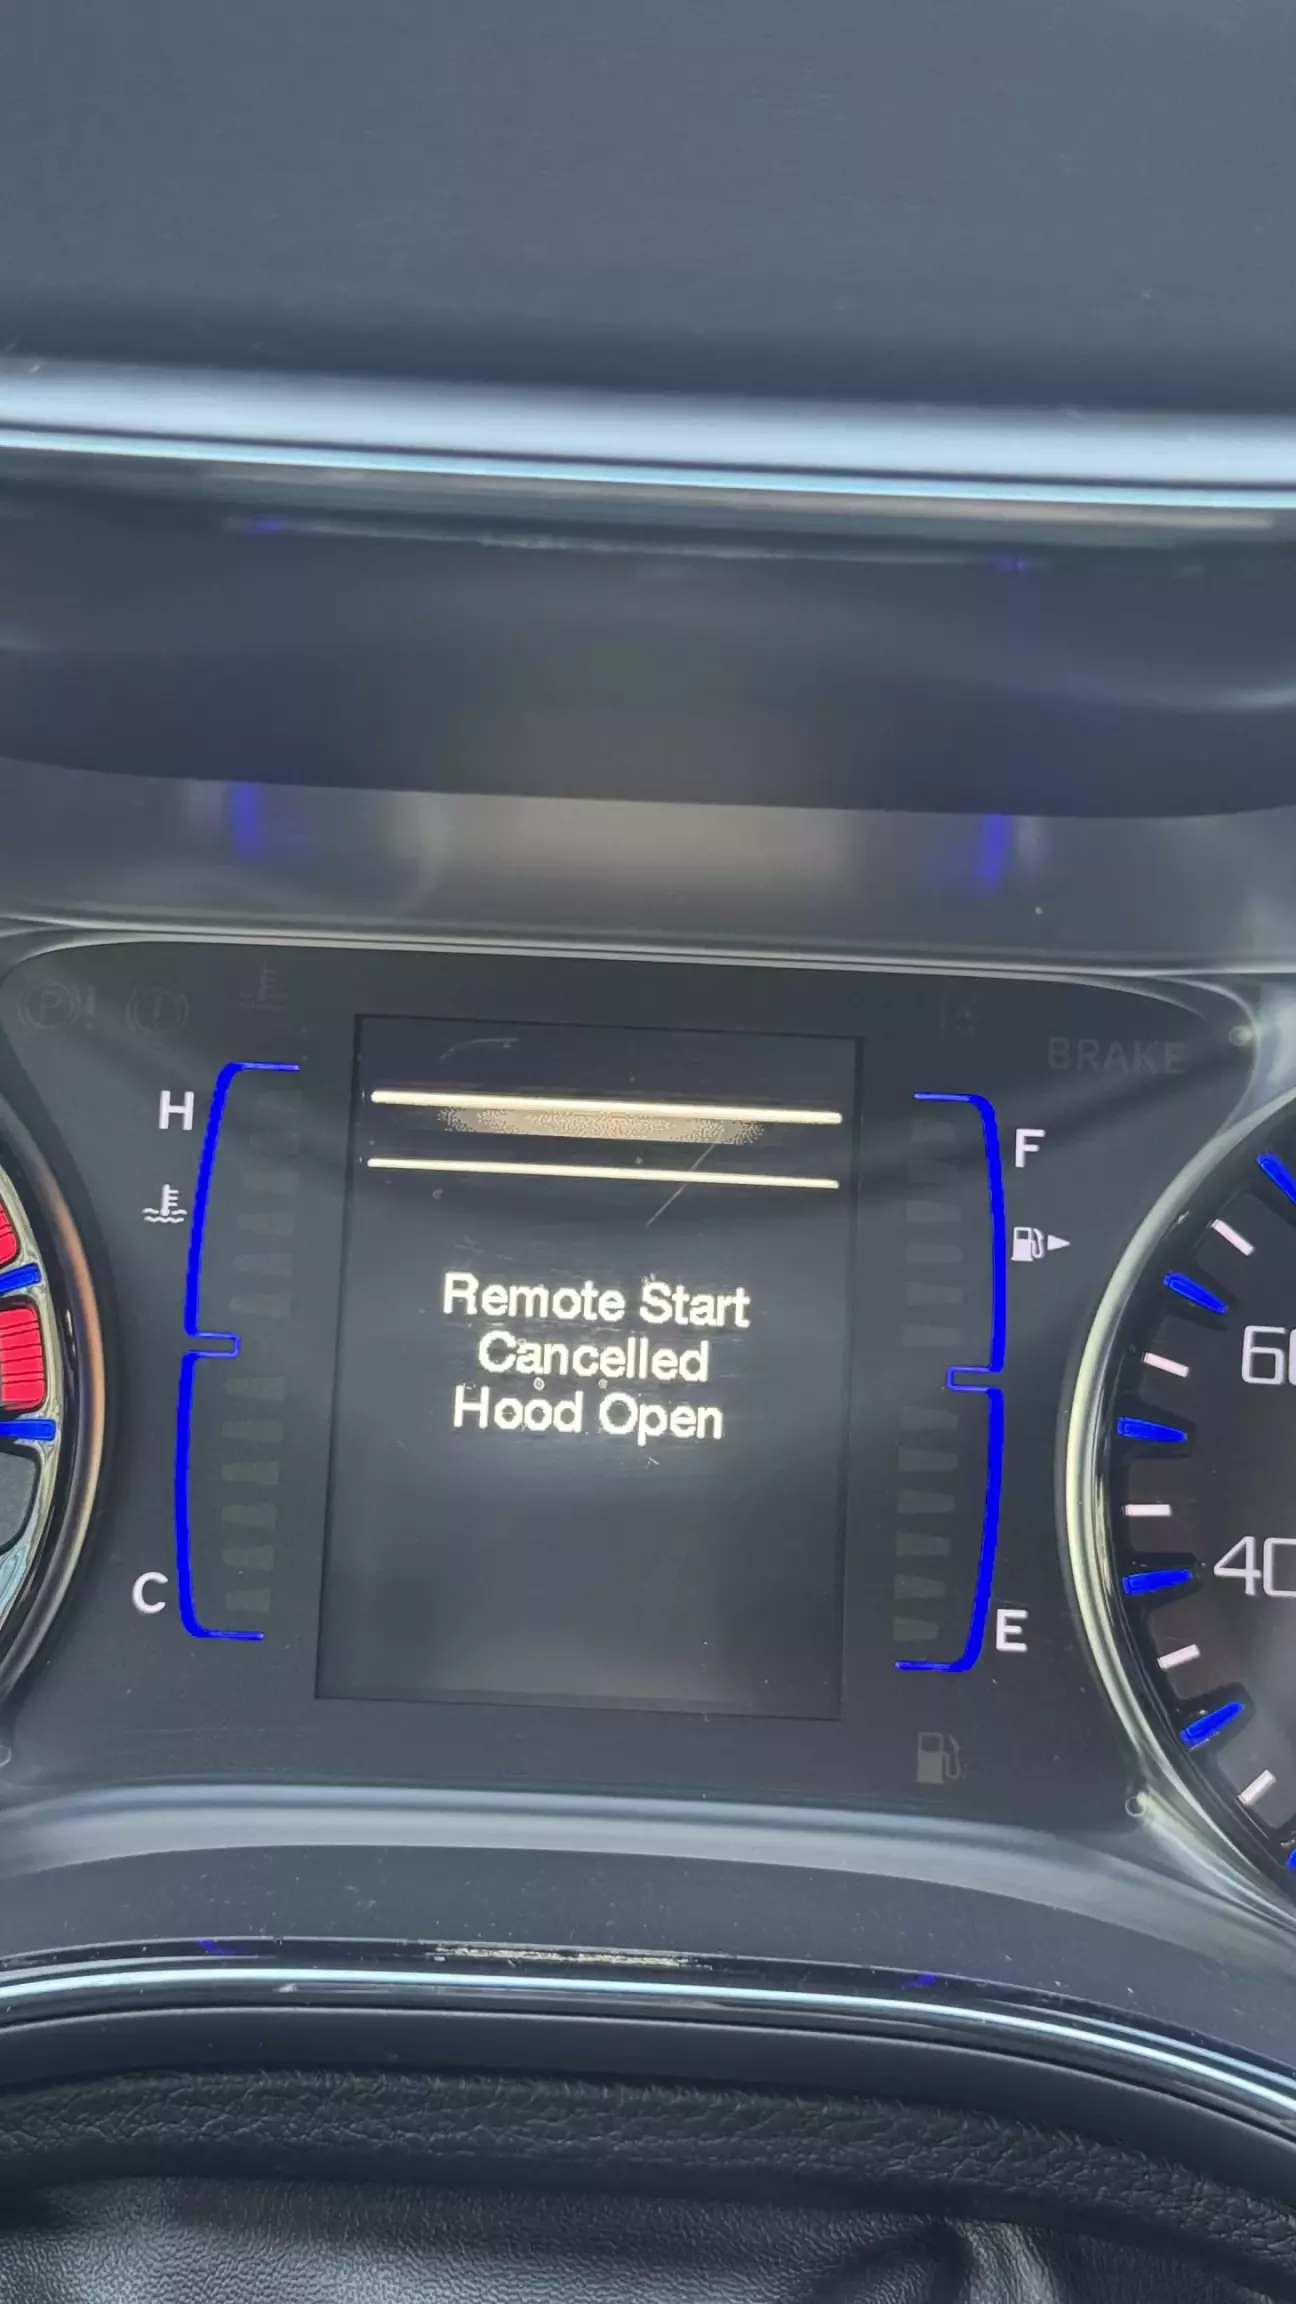 BRAKE
H
F
Remote Start
Cancelled
Hood Open
60
40
C
E